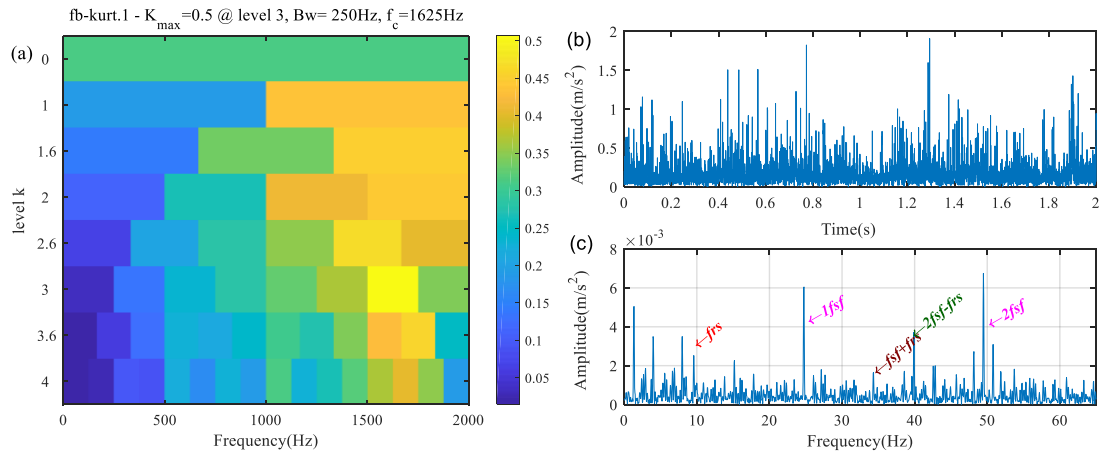 fb-kurt.1 - K_max=0.5 @ level 3, Bw= 250Hz, f_c=1625Hz
(a)
level k
0
1
1.6
2
2.6
3
3.6
4
0
500
1000
1500
2000
Frequency(Hz)
0.5
0.45
0.4
0.35
0.3
0.25
0.2
0.15
0.1
0.05
(b)
Amplitude(m/s²)
2
1.5
1
0.5
0
0 0.2 0.4 0.6 0.8 1 1.2 1.4 1.6 1.8 2
Time(s)
(c)
×10⁻³
Amplitude(m/s²)
8
6
4
2
0
←frs
←1fsf
←fsf+frs
←2fsf-frs
←2fsf
0 10 20 30 40 50 60
Frequency(Hz)